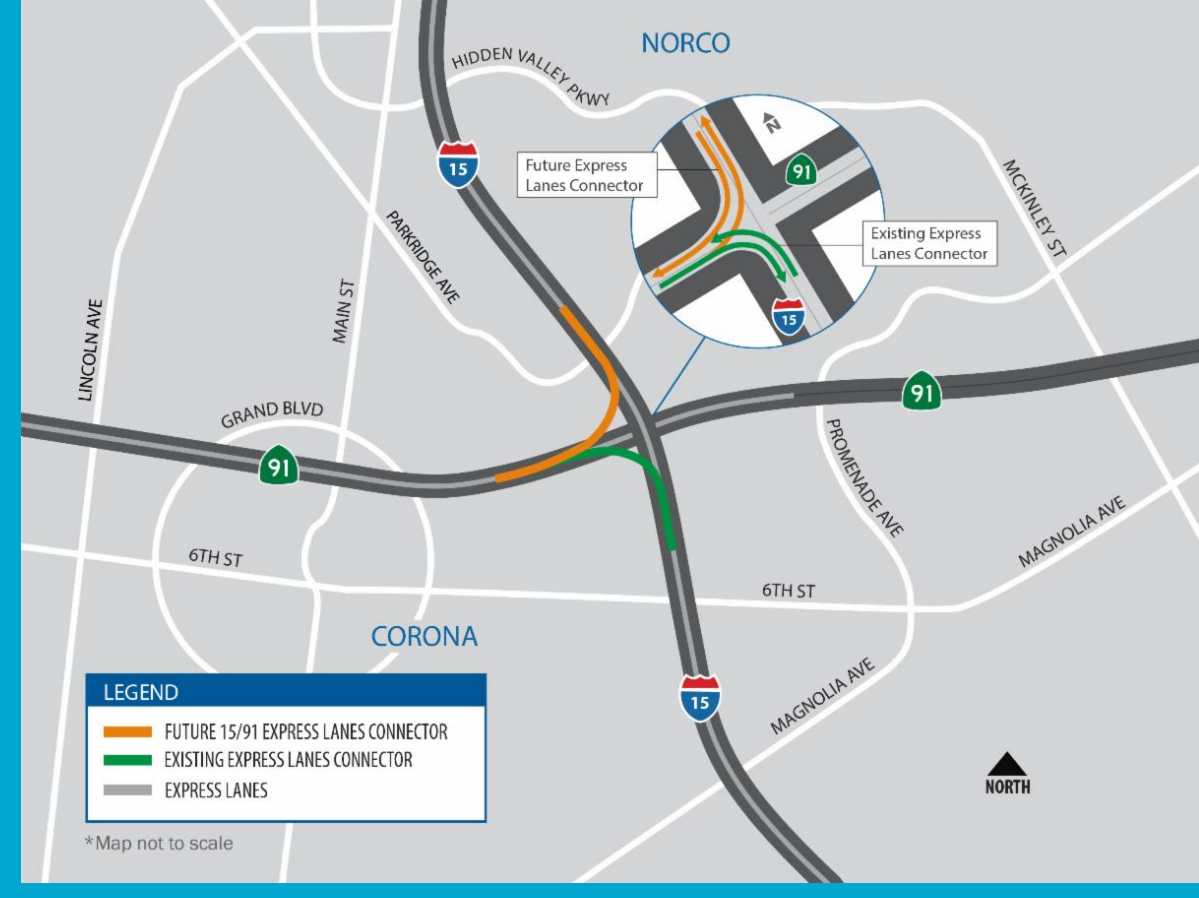 NORCO
HIDDEN VALLEY PKWY
N
15
Future Express
Lanes Connector
91
MCKINLEY ST
PARKRIDGE AVE
Existing Express
Lanes Connector
MAIN ST
LINCOLN AVE
15
GRAND BLVD
91
91
PROMENADE AVE
MAGNOLIA AVE
6TH ST
6TH ST
CORONA
MAGNOLIA AVE
15
LEGEND
FUTURE 15/91 EXPRESS LANES CONNECTOR
EXISTING EXPRESS LANES CONNECTOR
EXPRESS LANES
NORTH
*Map not to scale